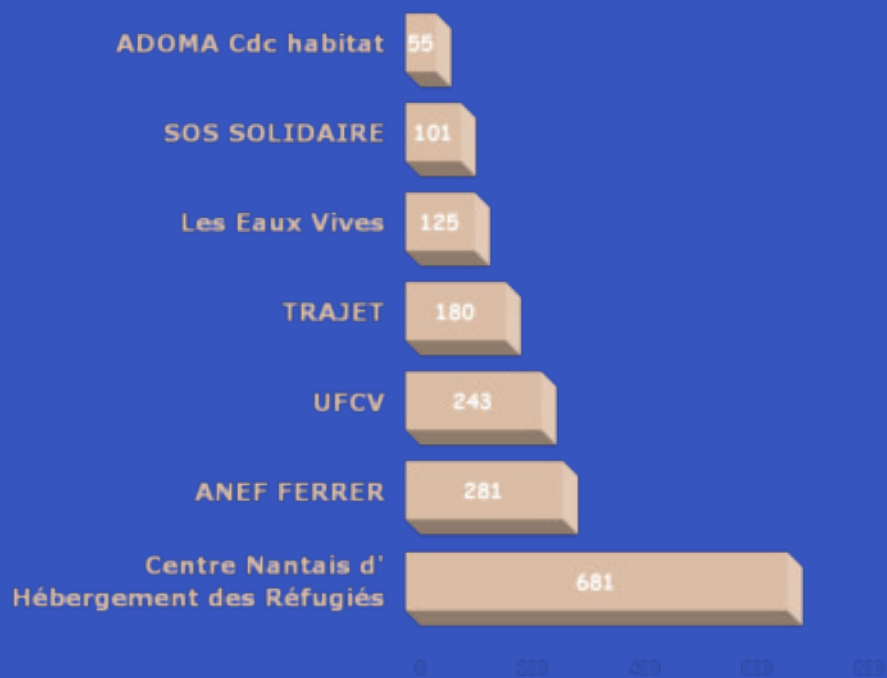 ADOMA Cdc habitat 55
SOS SOLIDAIRE 101
Les Eaux Vives 125
TRAJET 180
UFCV 243
ANEF FERRER 281
Centre Nantais d'
Hébergement des Réfugiés 681
0